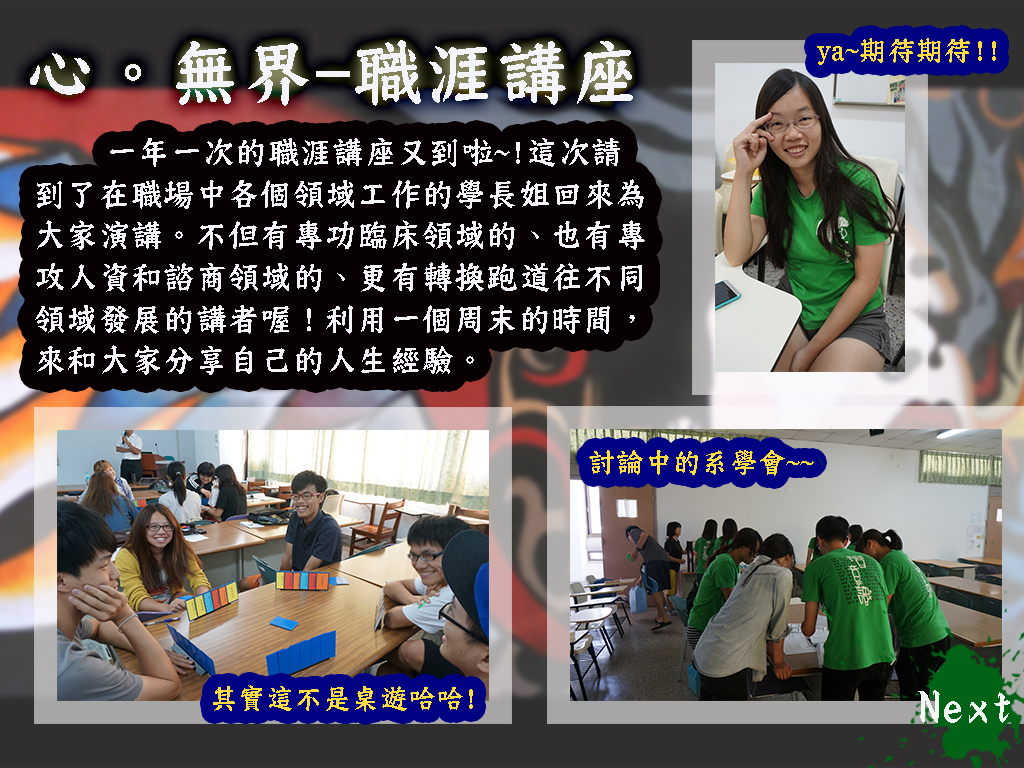 心。無界-職涯講座
ya~期待期待!!
一年一次的職涯講座又到啦~!這次請
到了在職場中各個領域工作的學長姐回來為
大家演講。不但有專功臨床領域的、也有專
攻人資和諮商領域的、更有轉換跑道往不同
領域發展的講者喔!利用一個周末的時間,
來和大家分享自己的人生經驗。
討論中的系學會~~
其實這不是桌遊哈哈!
Next